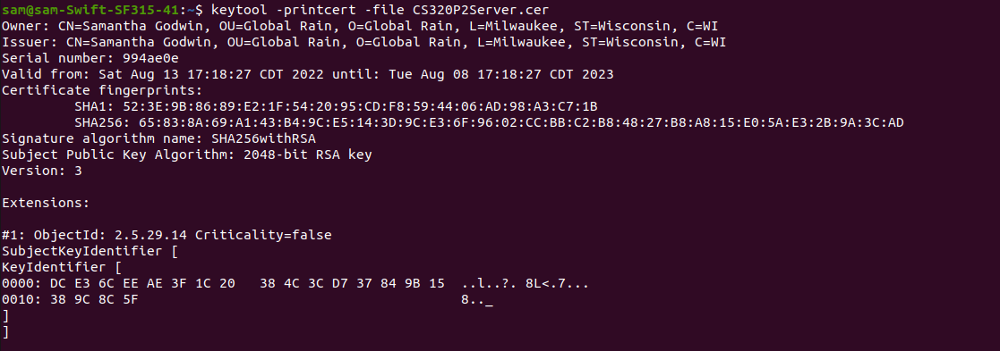 sam@sam-Swift-SF315-41:~$ keytool -printcert -file CS320P2Server.cer
Owner: CN=Samantha Godwin, OU=Global Rain, O=Global Rain, L=Milwaukee, ST=Wisconsin, C=WI
Issuer: CN=Samantha Godwin, OU=Global Rain, O=Global Rain, L=Milwaukee, ST=Wisconsin, C=WI
Serial number: 994ae0e
Valid from: Sat Aug 13 17:18:27 CDT 2022 until: Tue Aug 08 17:18:27 CDT 2023
Certificate fingerprints:
         SHA1: 52:3E:9B:86:89:E2:1F:54:20:95:CD:F8:59:44:06:AD:98:A3:C7:1B
         SHA256: 65:83:8A:69:A1:43:B4:9C:E5:14:3D:9C:E3:6F:96:02:CC:BB:C2:B8:48:27:B8:A8:15:E0:5A:E3:2B:9A:3C:AD
Signature algorithm name: SHA256withRSA
Subject Public Key Algorithm: 2048-bit RSA key
Version: 3

Extensions:

#1: ObjectId: 2.5.29.14 Criticality=false
SubjectKeyIdentifier [
KeyIdentifier [
0000: DC E3 6C EE AE 3F 1C 20   38 4C 3C D7 37 84 9B 15  ..l..?. 8L<.7...
0010: 38 9C 8C 5F                                        8.._
]
]